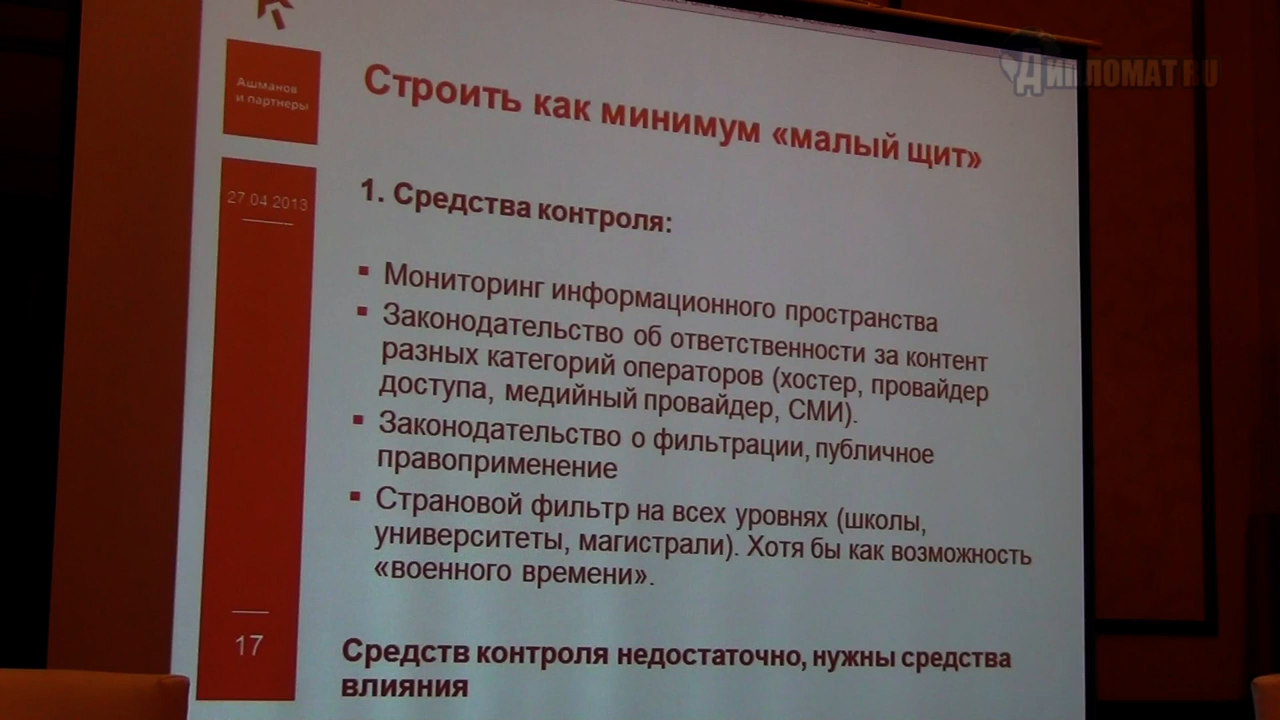 ДИПЛОМАТ RU
Ашманов
и партнеры
Строить как минимум «малый щит»
27.04.2013
1. Средства контроля:
Мониторинг информационного пространства
Законодательство об ответственности за контент
разных категорий операторов (хостер, провайдер
доступа, медийный провайдер, СМИ).
Законодательство о фильтрации, публичное
правоприменение
Страновой фильтр на всех уровнях (школы,
университеты, магистрали). Хотя бы как возможность
«военного времени».
17
Средств контроля недостаточно, нужны средства
влияния